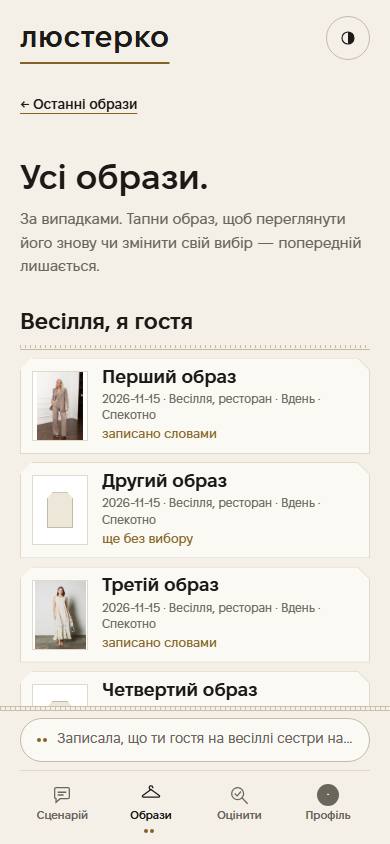 люстерко
← Останні образи
Усі образи.
За випадками. Тапни образ, щоб переглянути
його знову чи змінити свій вибір — попередній
лишається.
Весілля, я гостя
Перший образ
2026-11-15 · Весілля, ресторан · Вдень ·
Спекотно
записано словами
Другий образ
2026-11-15 · Весілля, ресторан · Вдень ·
Спекотно
ще без вибору
Третій образ
2026-11-15 · Весілля, ресторан · Вдень ·
Спекотно
записано словами
Четвертий образ
Записала, що ти гостя на весіллі сестри на...
Сценарій
Образи
Оцінити
Профіль